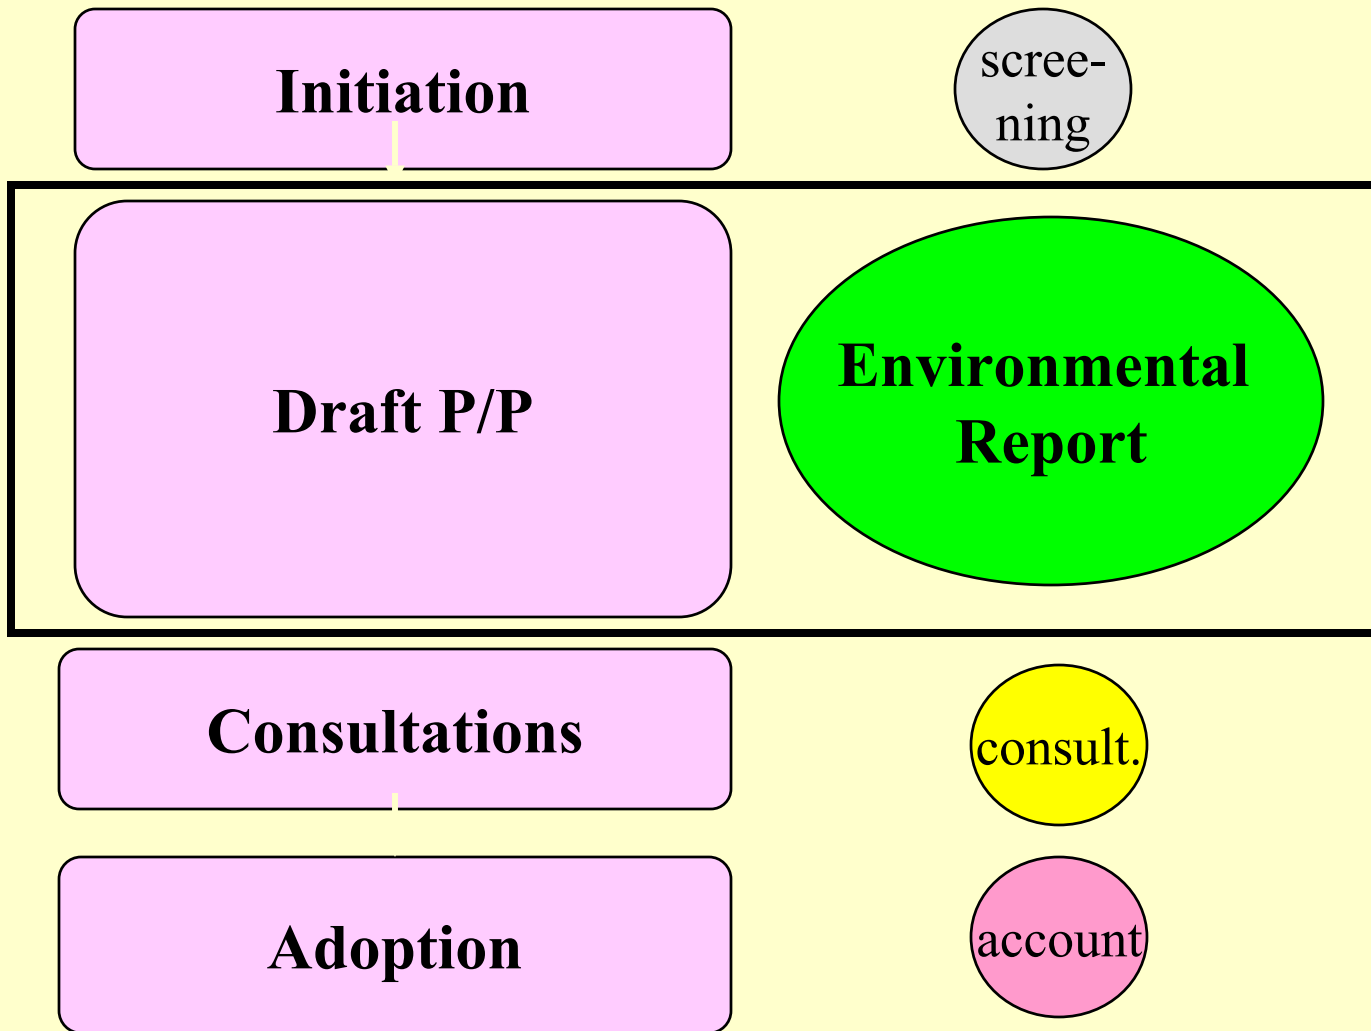 Initiation
scree-
ning
Draft P/P
Environmental
Report
Consultations
consult.
Adoption
account